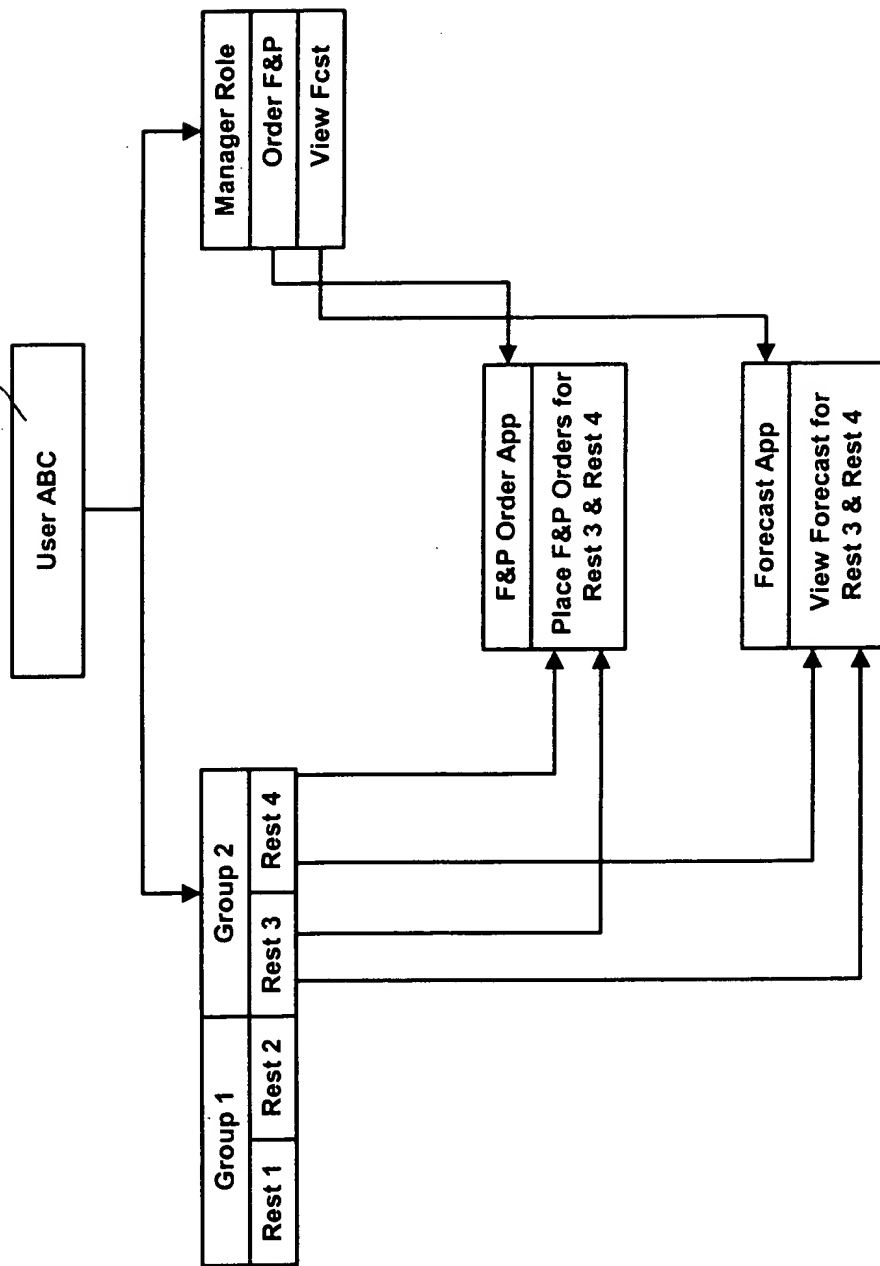 User ABC
Group 1
Group 2
Rest 1
Rest 2
Rest 3
Rest 4
Manager Role
Order F&P
View Fcst
F&P Order App
Place F&P Orders for
Rest 3 & Rest 4
Forecast App
View Forecast for
Rest 3 & Rest 4